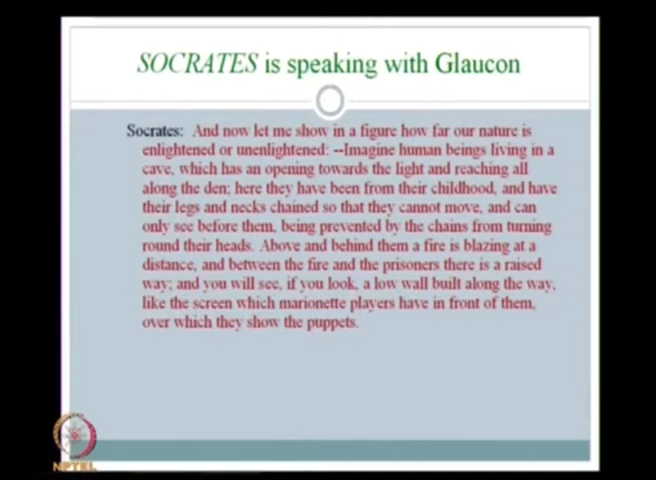 SOCRATES is speaking with Glaucon
Socrates: And now let me show in a figure how far our nature is
enlightened or unenlightened: --Imagine human beings living in a
cave, which has an opening towards the light and reaching all
along the den; here they have been from their childhood, and have
their legs and necks chained so that they cannot move, and can
only see before them, being prevented by the chains from turning
round their heads. Above and behind them a fire is blazing at a
distance, and between the fire and the prisoners there is a raised
way; and you will see, if you look, a low wall built along the way,
like the screen which marionette players have in front of them,
over which they show the puppets.
NPTEL